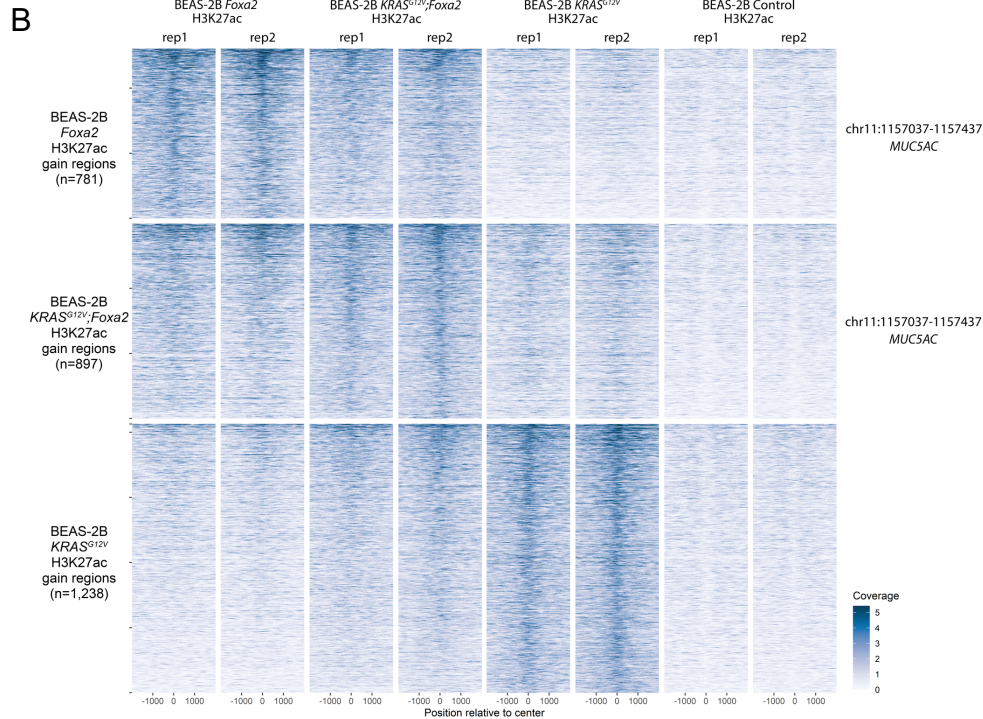 B
BEAS-2B Foxa2
H3K27ac
BEAS-2B KRASG12V;Foxa2
H3K27ac
BEAS-2B KRASG12V
H3K27ac
BEAS-2B Control
H3K27ac
rep1 rep2 rep1 rep2 rep1 rep2 rep1 rep2
BEAS-2B
Foxa2
H3K27ac
gain regions
(n=781)
chr11:1157037-1157437
MUC5AC
BEAS-2B
KRASG12V;Foxa2
H3K27ac
gain regions
(n=897)
chr11:1157037-1157437
MUC5AC
BEAS-2B
KRASG12V
H3K27ac
gain regions
(n=1,238)
Coverage
5
4
3
2
1
0
-1000 0 1000 -1000 0 1000 -1000 0 1000 -1000 0 1000 -1000 0 1000 -1000 0 1000 -1000 0 1000 -1000 0 1000
Position relative to center